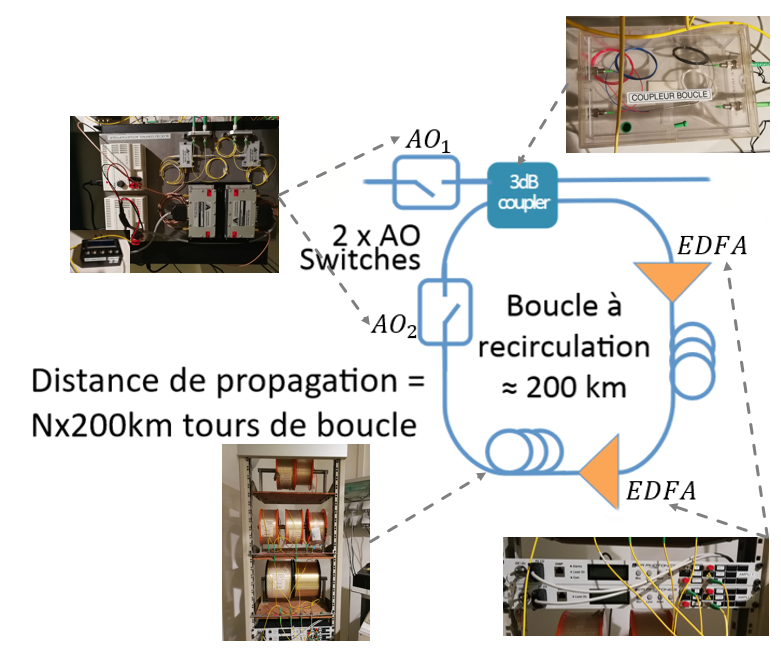 COUPLEUR BOUCLE
AO1
3dB
coupler
2 x AO
Switches
EDFA
AO2
Boucle à
recirculation
≈ 200 km
Distance de propagation =
Nx200km tours de boucle
EDFA